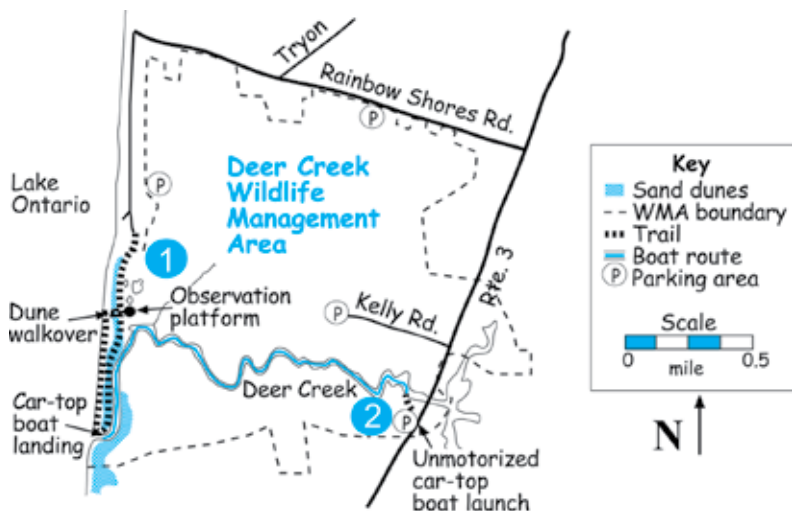 Tryon
Rainbow Shores Rd.
P
Deer Creek
Wildlife
Management
Area
Lake
Ontario
P
1
Rte. 3
Observation
platform
Dune
walkover
P
Kelly Rd.
Deer Creek
2
P
Car-top
boat
landing
Unmotorized
car-top
boat launch
Key
Sand dunes
WMA boundary
Trail
Boat route
P Parking area
Scale
0 0.5
mile
N